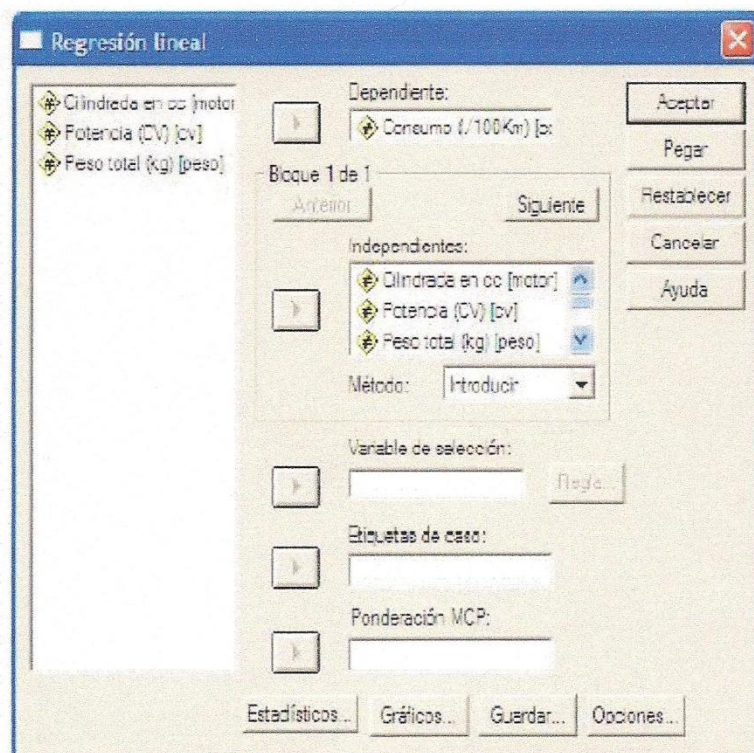 Regresión lineal
Cilindrada en cc [motor
Potencia (CV) [cv]
Peso total (kg) [peso]
Dependiente:
Consumo (l/100Km) [co
Bloque 1 de 1
Anterior
Siguiente
Independientes:
Cilindrada en cc [motor]
Potencia (CV) [cv]
Peso total (kg) [peso]
Método:
Introducir
Variable de selección:
Regla...
Etiquetas de caso:
Ponderación MCP:
Aceptar
Pegar
Restablecer
Cancelar
Ayuda
Estadísticos...
Gráficos...
Guardar...
Opciones...